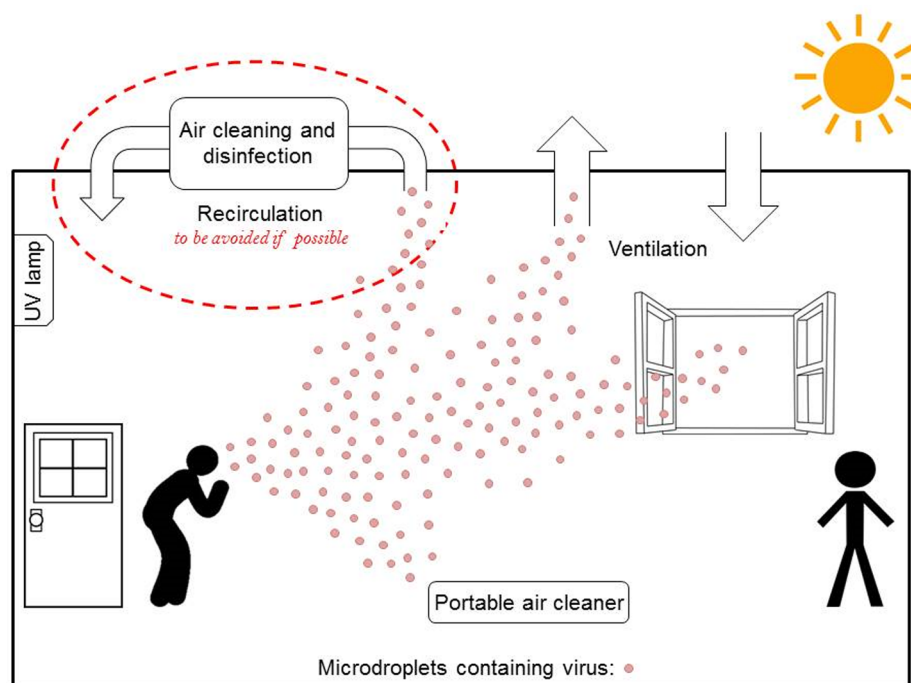 Air cleaning and
disinfection
Recirculation
to be avoided if possible
Ventilation
UV lamp
Portable air cleaner
Microdroplets containing virus: